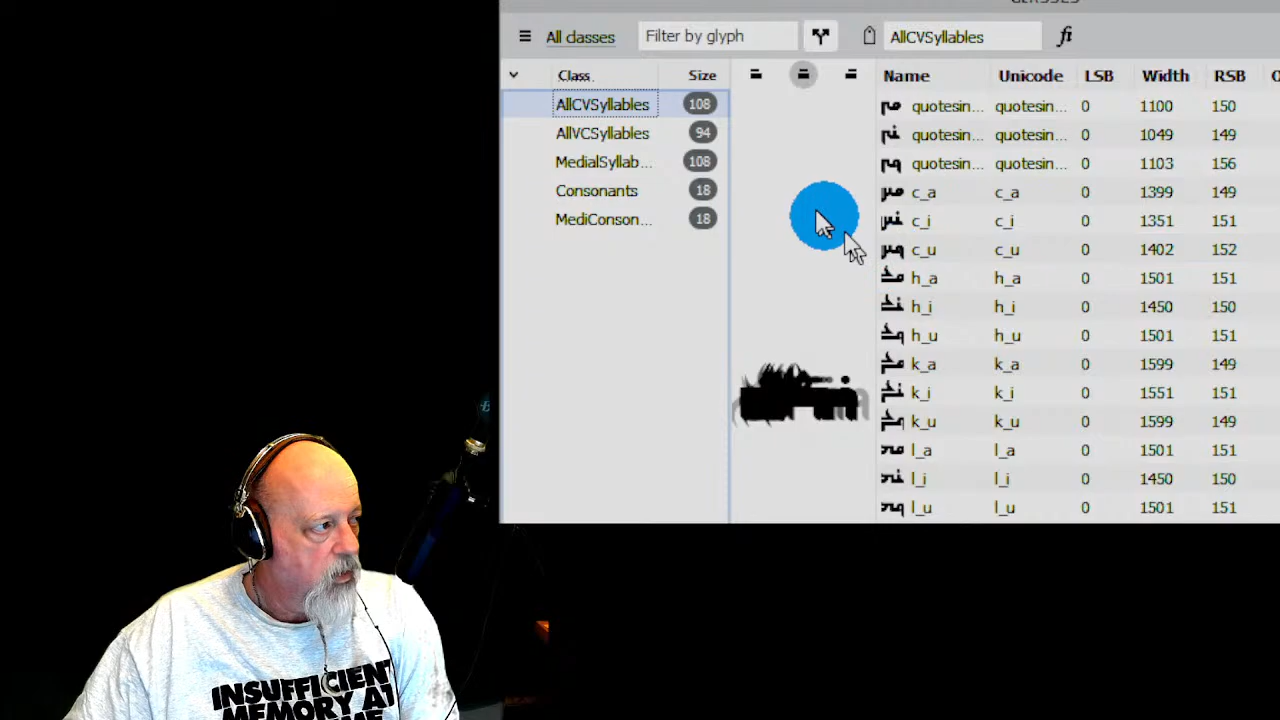 All classes Filter by glyph AllCVSyllables fi
Class Size Name Unicode LSB Width RSB
AllCVSyllables 108 quotesin... quotesin... 0 1100 150
AllVCSyllables 94 quotesin... quotesin... 0 1049 149
MedialSyllab... 108 quotesin... quotesin... 0 1103 156
Consonants 18 c_a c_a 0 1399 149
MediConson... 18 c_i c_i 0 1351 151
c_u c_u 0 1402 152
h_a h_a 0 1501 151
h_i h_i 0 1450 150
h_u h_u 0 1501 151
k_a k_a 0 1599 149
k_i k_i 0 1551 151
k_u k_u 0 1599 149
l_a l_a 0 1501 151
l_i l_i 0 1450 150
l_u l_u 0 1501 151
INSUFFICIENT
MEMORY AT